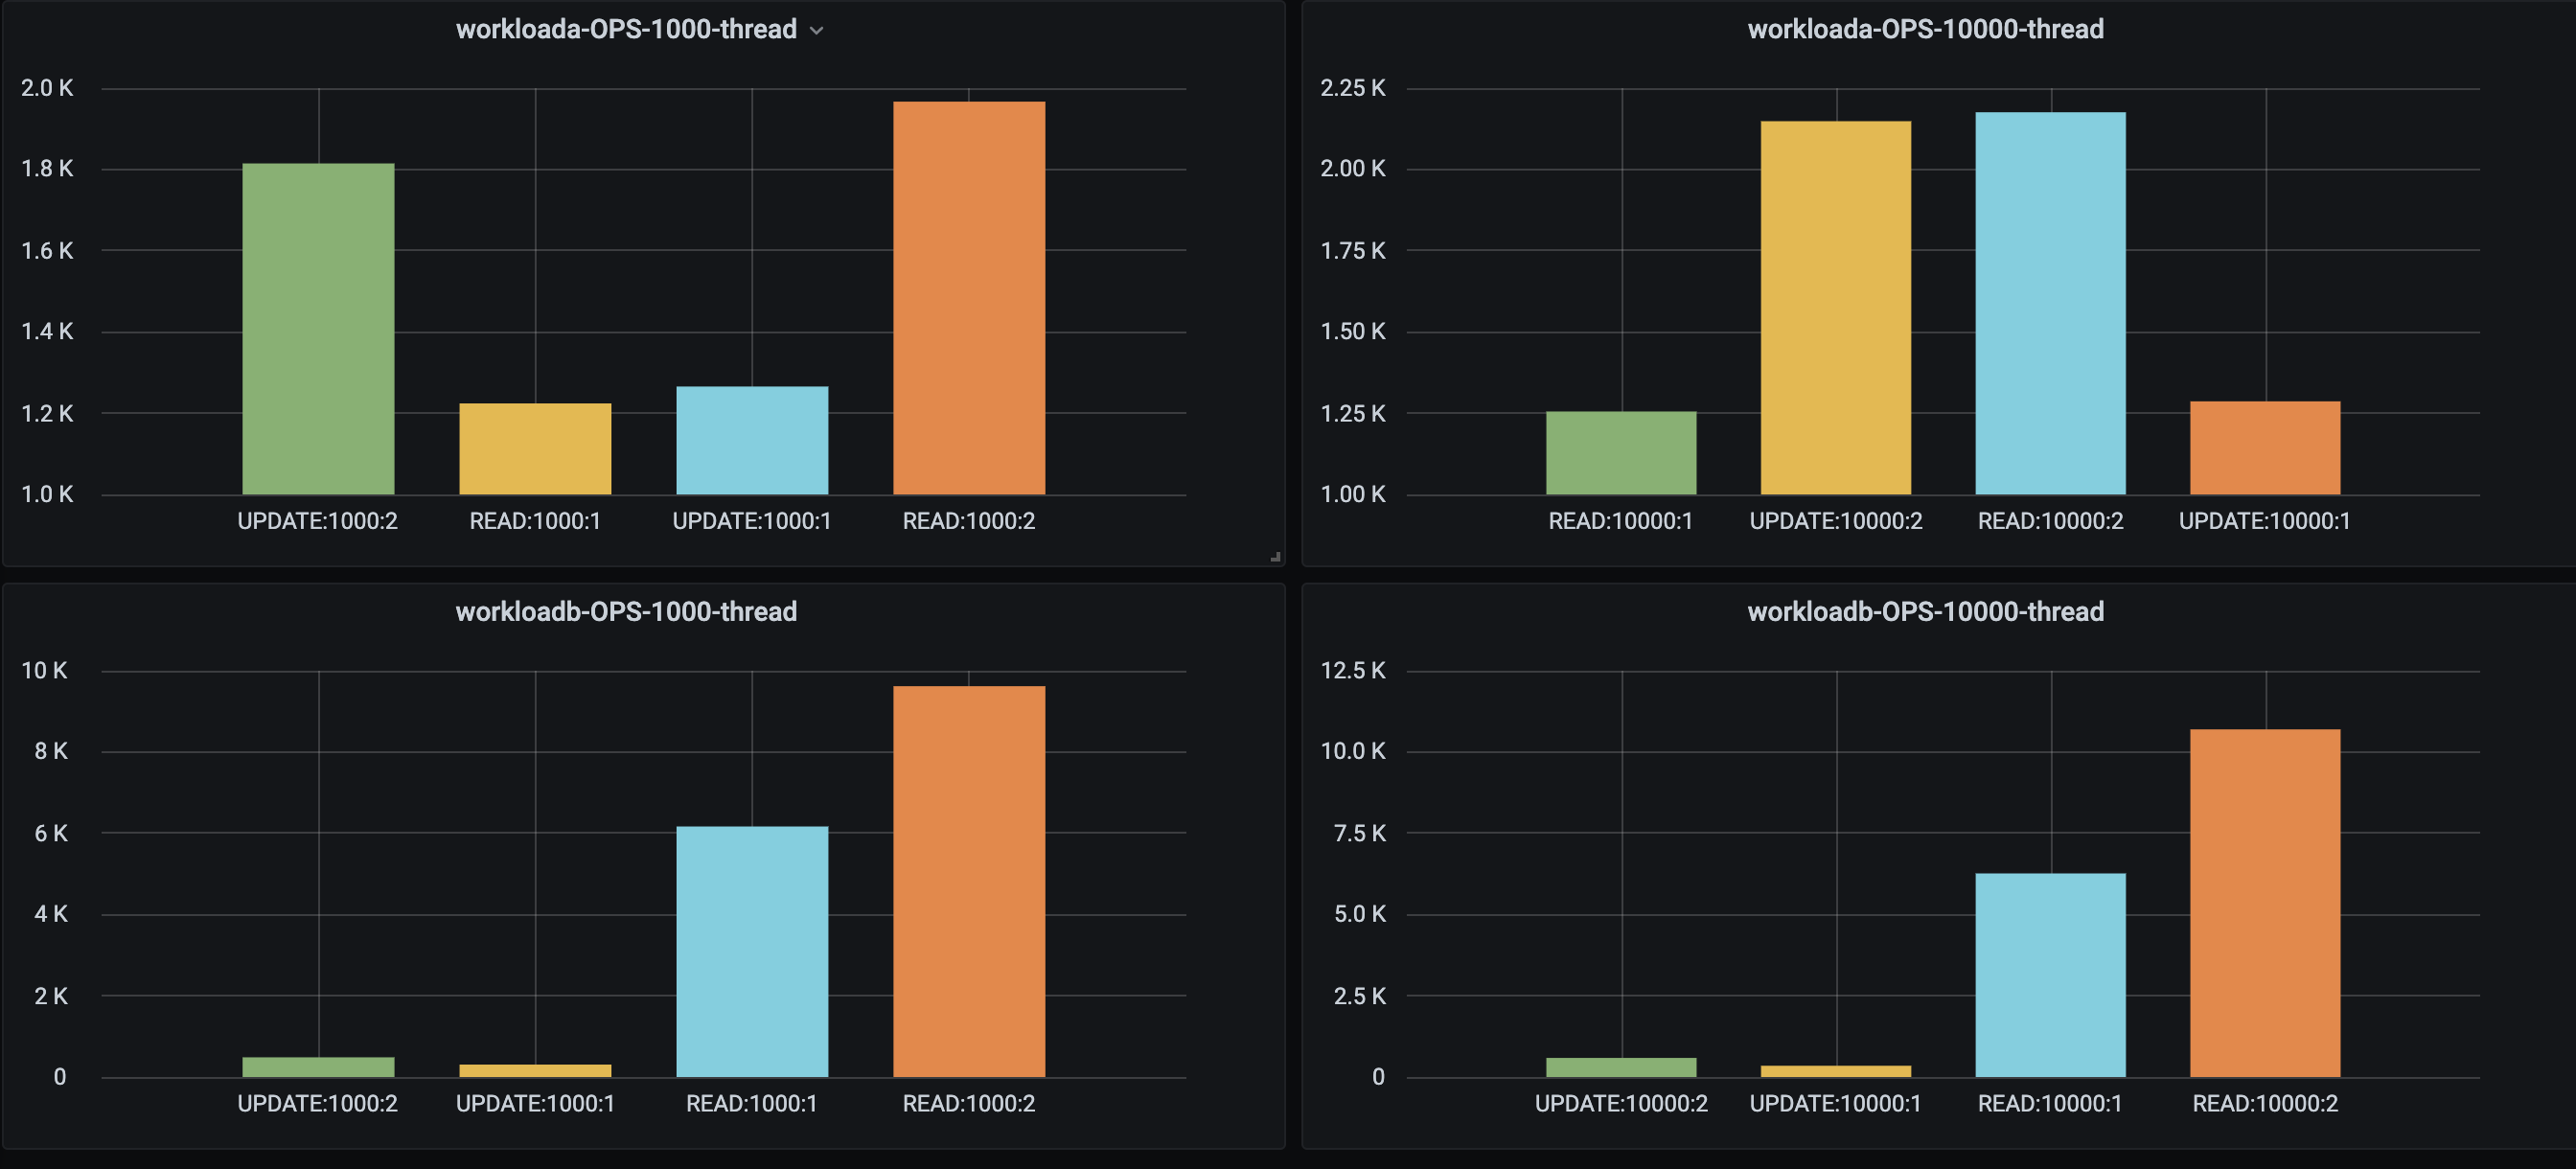 workloada-OPS-1000-thread
2.0 K
1.8 K
1.6 K
1.4 K
1.2 K
1.0 K
UPDATE:1000:2 READ:1000:1 UPDATE:1000:1 READ:1000:2
workloada-OPS-10000-thread
2.25 K
2.00 K
1.75 K
1.50 K
1.25 K
1.00 K
READ:10000:1 UPDATE:10000:2 READ:10000:2 UPDATE:10000:1
workloadb-OPS-1000-thread
10 K
8 K
6 K
4 K
2 K
0
UPDATE:1000:2 UPDATE:1000:1 READ:1000:1 READ:1000:2
workloadb-OPS-10000-thread
12.5 K
10.0 K
7.5 K
5.0 K
2.5 K
0
UPDATE:10000:2 UPDATE:10000:1 READ:10000:1 READ:10000:2